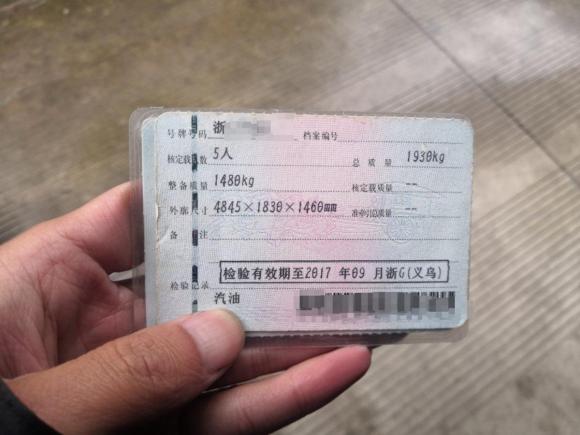 号牌号码 浙 档案编号
核定载人数 5人 总质量 1930kg
整备质量 1480kg 核定载质量 --
外廓尺寸 4845×1830×1460mm 准牵引总质量 --
备注
检验记录 检验有效期至2017 年09 月浙G(义乌)
汽油